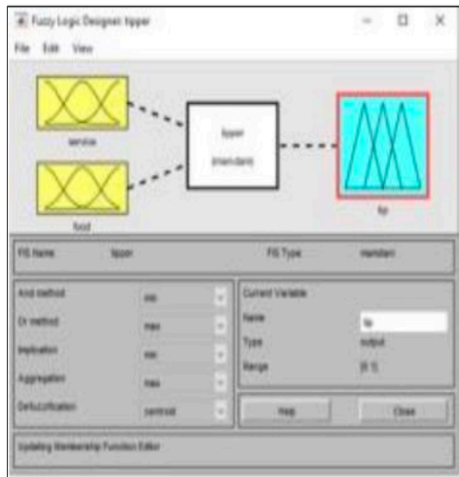 Fuzzy Logic Designer: tipper
File Edit View
service
tipper
(mamdani)
food
tip
FIS Name tipper FIS Type mamdani
And method min
Or method max
Implication min
Aggregation max
Defuzzification centroid
Current Variable
Name tip
Type output
Range [0 1]
Help Close
Updating Membership Function Editor